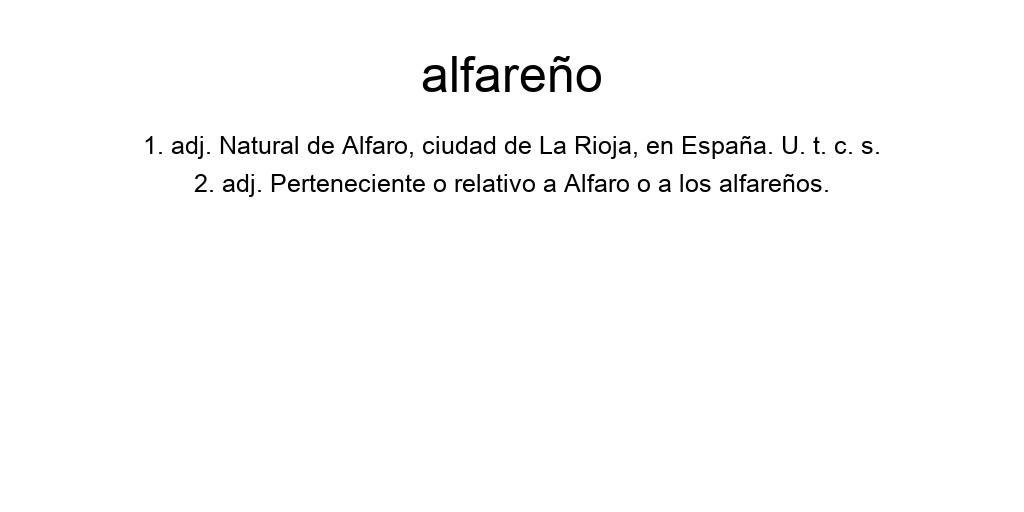 alfareño
1. adj. Natural de Alfaro, ciudad de La Rioja, en España. U. t. c. s.
2. adj. Perteneciente o relativo a Alfaro o a los alfareños.